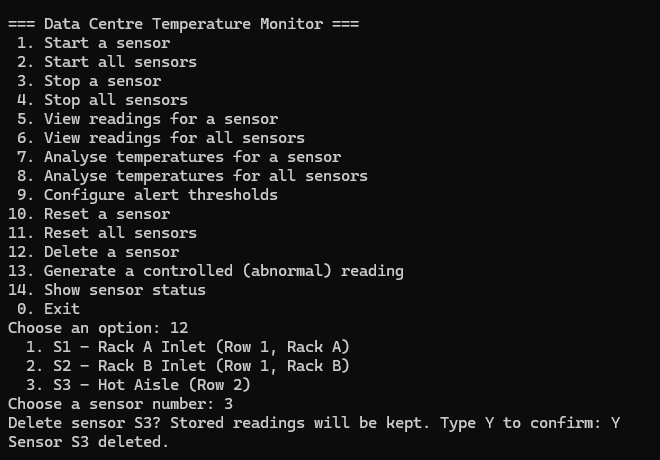 === Data Centre Temperature Monitor ===
 1. Start a sensor
 2. Start all sensors
 3. Stop a sensor
 4. Stop all sensors
 5. View readings for a sensor
 6. View readings for all sensors
 7. Analyse temperatures for a sensor
 8. Analyse temperatures for all sensors
 9. Configure alert thresholds
10. Reset a sensor
11. Reset all sensors
12. Delete a sensor
13. Generate a controlled (abnormal) reading
14. Show sensor status
 0. Exit
Choose an option: 12
  1. S1 - Rack A Inlet (Row 1, Rack A)
  2. S2 - Rack B Inlet (Row 1, Rack B)
  3. S3 - Hot Aisle (Row 2)
Choose a sensor number: 3
Delete sensor S3? Stored readings will be kept. Type Y to confirm: Y
Sensor S3 deleted.